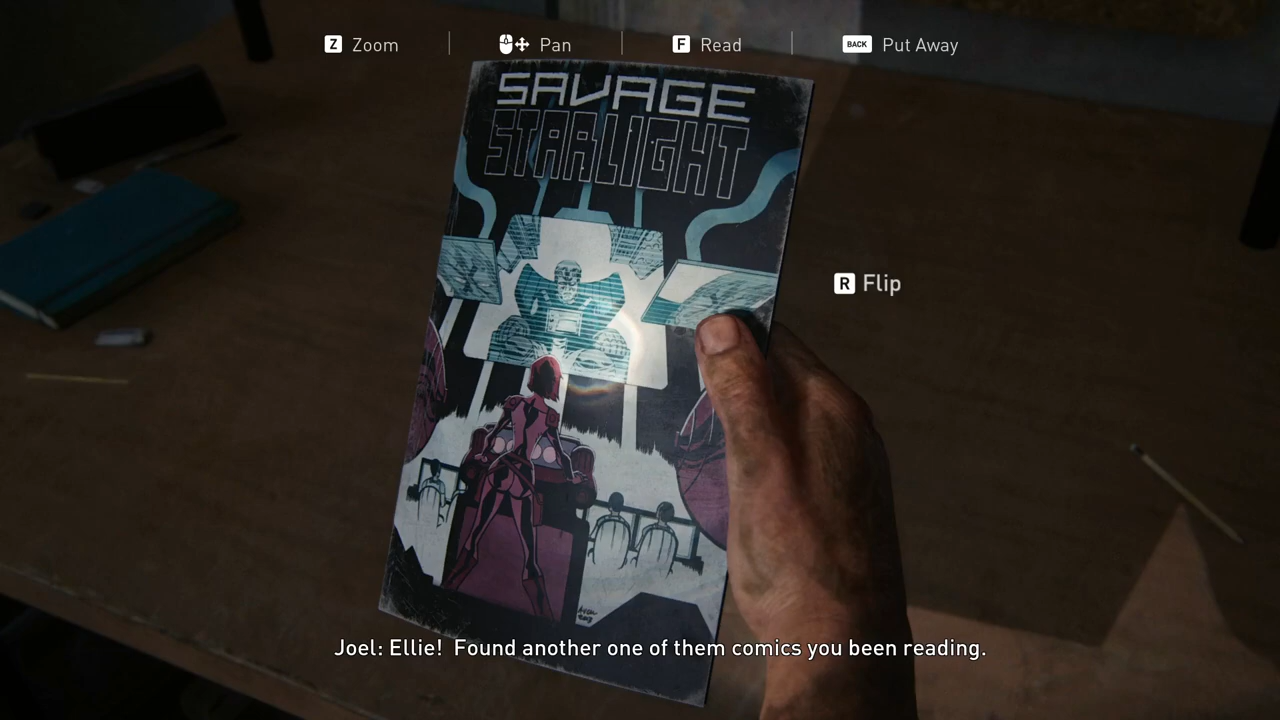 Z Zoom
Pan
F Read
BACK Put Away
SAVAGE
STARLIGHT
R Flip
Joel: Ellie!  Found another one of them comics you been reading.